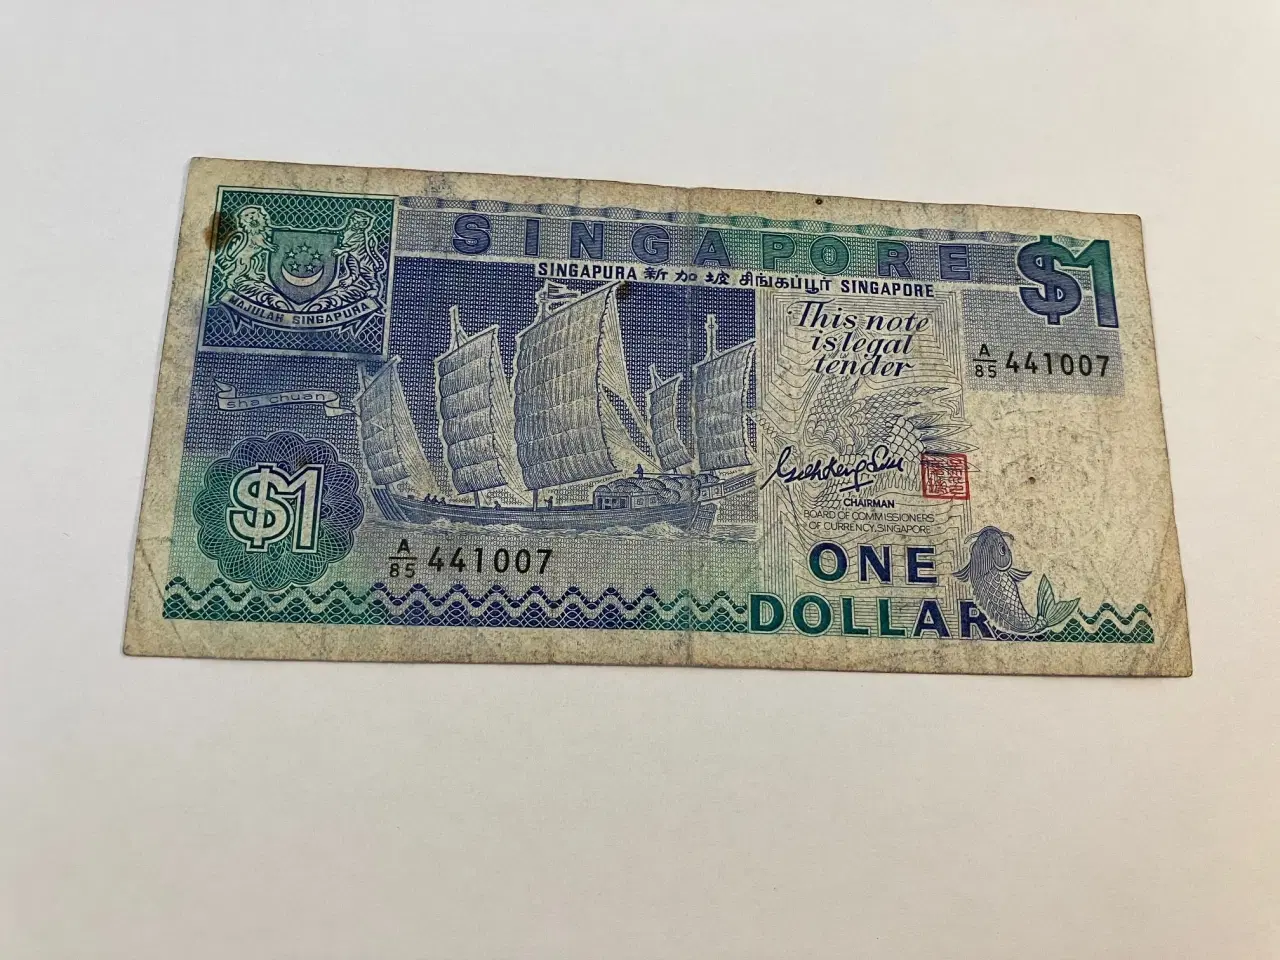 SINGAPORE
SINGAPURA 新加坡 சிங்கப்பூர் SINGAPORE
$1
MAJULAH SINGAPURA
This note
is legal
tender
A/85 441007
sha chuan
$1
CHAIRMAN
BOARD OF COMMISSIONERS
OF CURRENCY, SINGAPORE
A/85 441007
ONE
DOLLAR